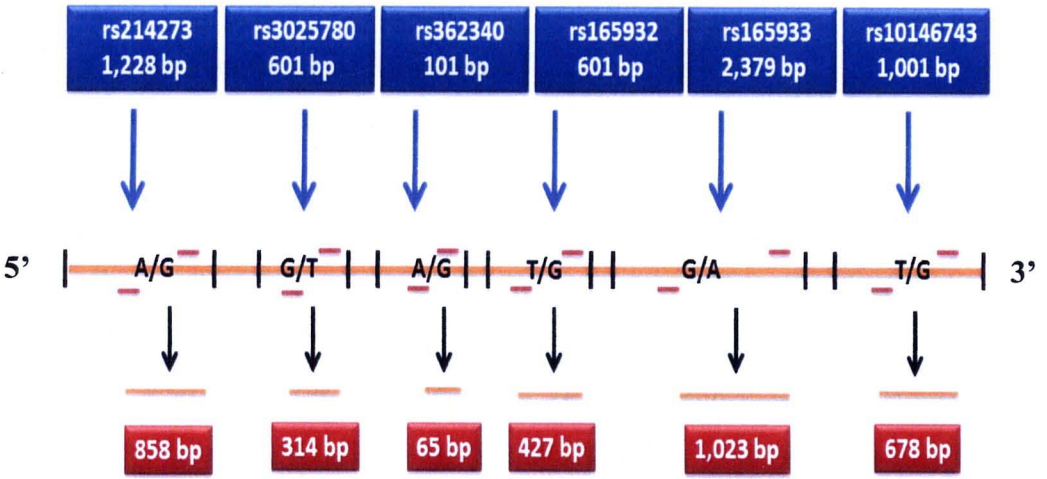 rs214273
1,228 bp
rs3025780
601 bp
rs362340
101 bp
rs165932
601 bp
rs165933
2,379 bp
rs10146743
1,001 bp
5’ A/G G/T A/G T/G G/A T/G 3’
858 bp
314 bp
65 bp
427 bp
1,023 bp
678 bp